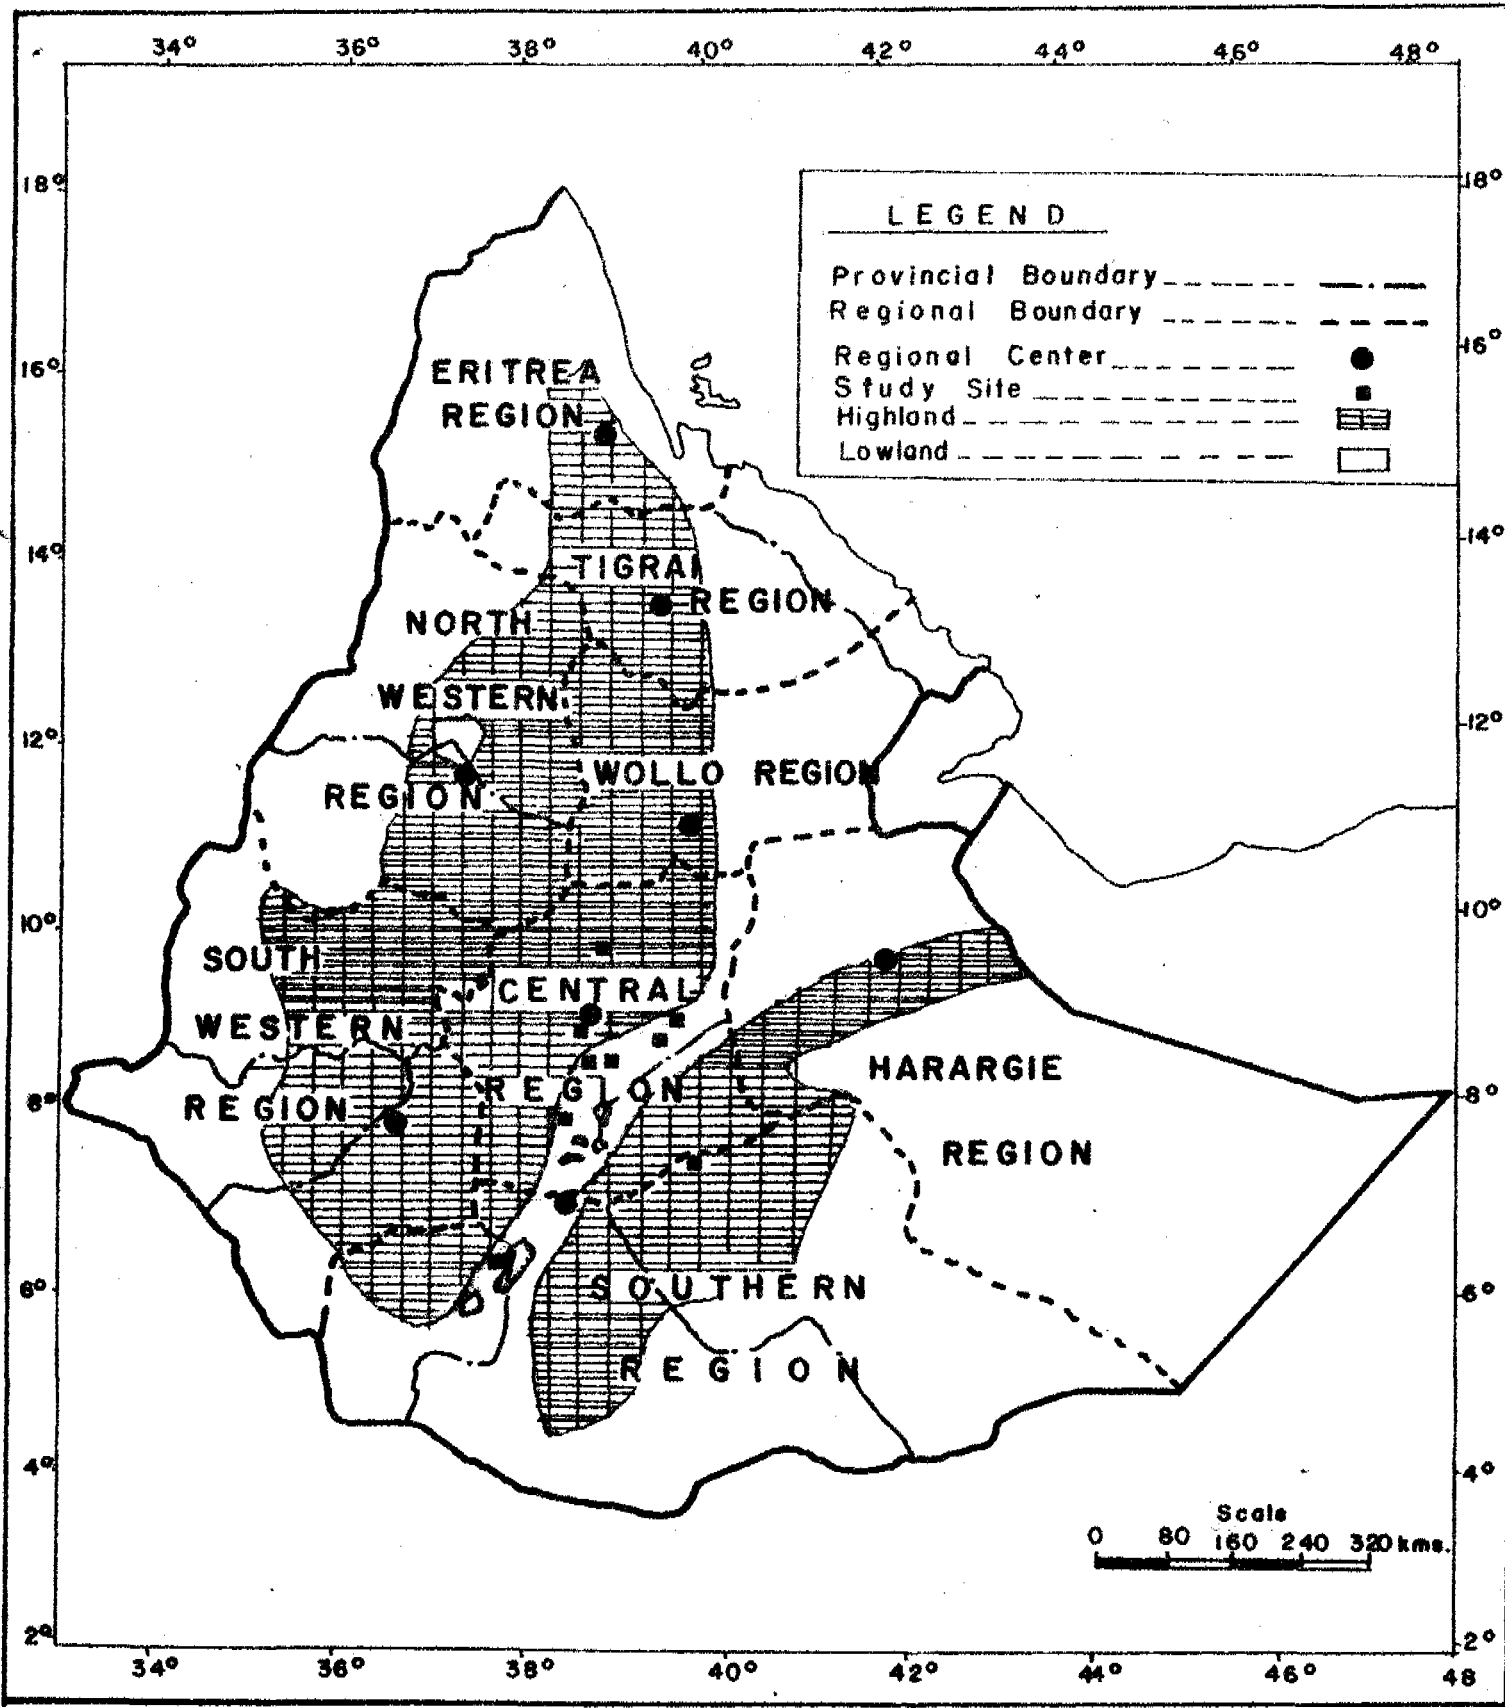 34° 36° 38° 40° 42° 44° 46° 48°
18° 18°
LEGEND
Provincial Boundary
Regional Boundary
16° 16°
Regional Center
Study Site
Highland
Lowland
ERITREA
REGION
14° 14°
TIGRAI
REGION
NORTH
WESTERN
REGION
12° 12°
WOLLO REGION
10° 10°
SOUTH
WESTERN
REGION
CENTRAL
REGION
8° 8°
HARARGIE
REGION
6° 6°
SOUTHERN
REGION
4° 4°
Scale
0 80 160 240 320 kms.
2° 2°
34° 36° 38° 40° 42° 44° 46° 48